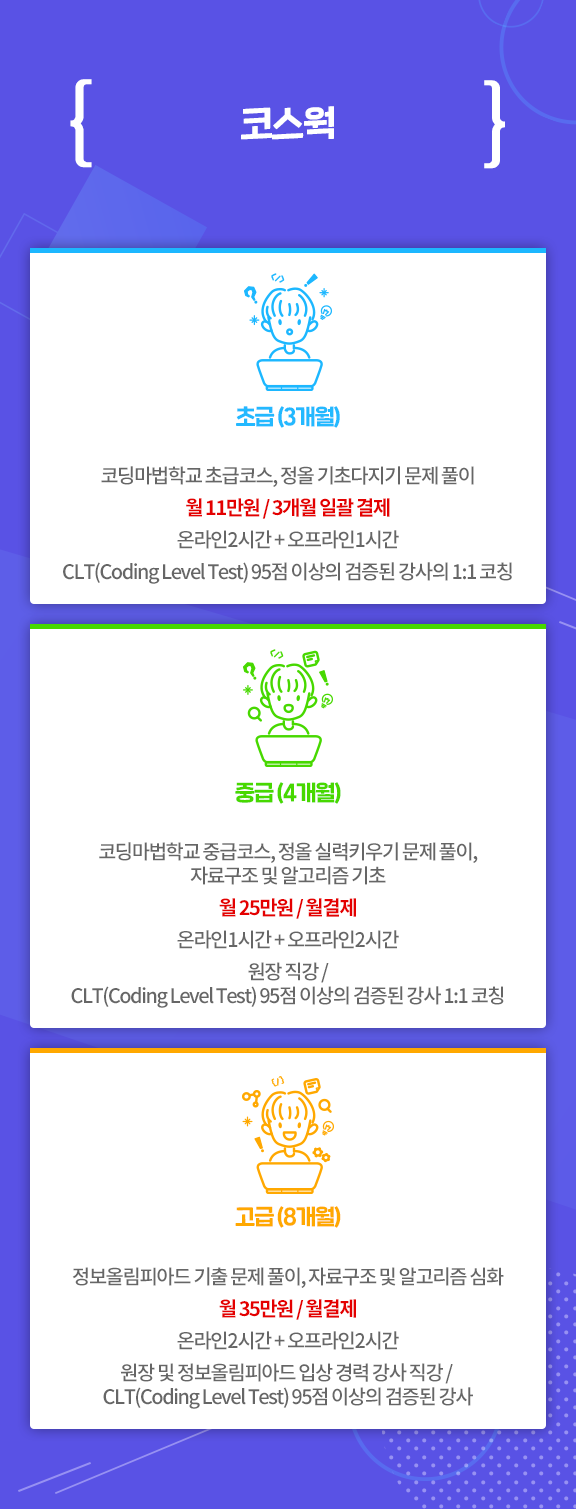 { 코스웍 }
초급 (3개월)
코딩마법학교 초급코스, 정올 기초다지기 문제 풀이
월 11만원 / 3개월 일괄 결제
온라인2시간 + 오프라인1시간
CLT(Coding Level Test) 95점 이상의 검증된 강사의 1:1 코칭
중급 (4개월)
코딩마법학교 중급코스, 정올 실력키우기 문제 풀이,
자료구조 및 알고리즘 기초
월 25만원 / 월결제
온라인1시간 + 오프라인2시간
원장 직강 /
CLT(Coding Level Test) 95점 이상의 검증된 강사 1:1 코칭
고급 (8개월)
정보올림피아드 기출 문제 풀이, 자료구조 및 알고리즘 심화
월 35만원 / 월결제
온라인2시간 + 오프라인2시간
원장 및 정보올림피아드 입상 경력 강사 직강 /
CLT(Coding Level Test) 95점 이상의 검증된 강사